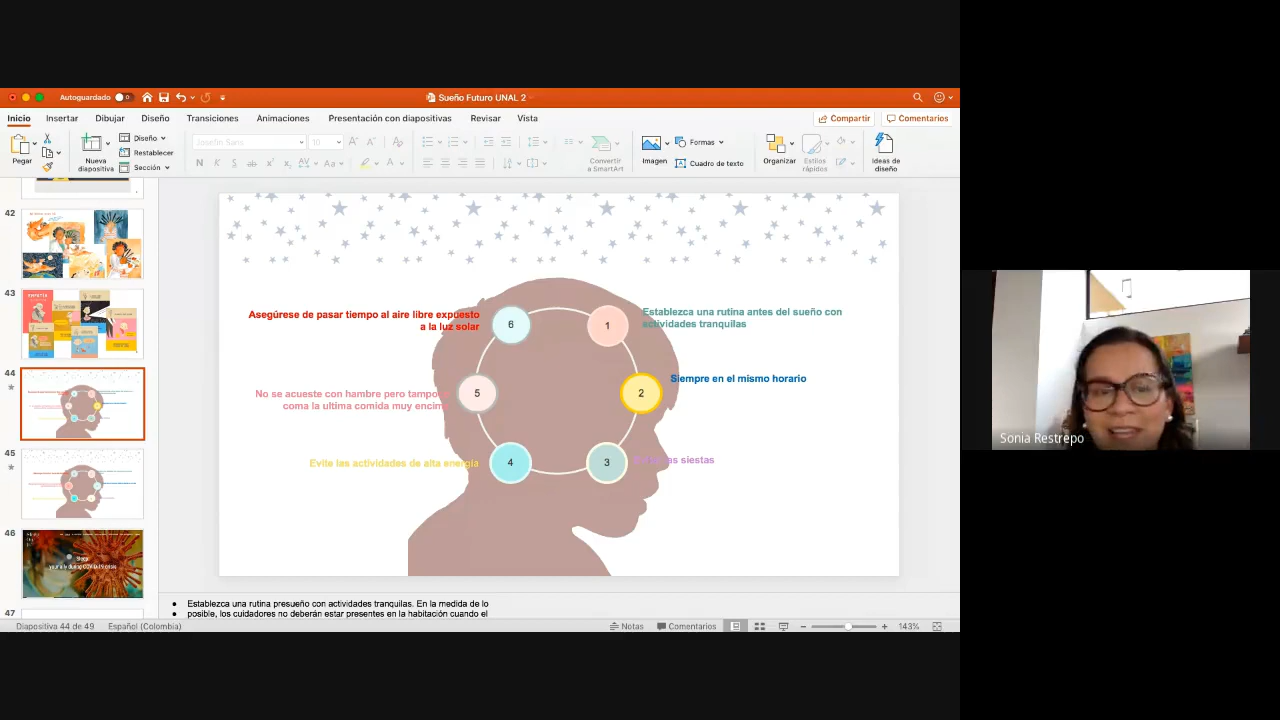 Autoguardado
Sueño Futuro UNAL 2
Inicio Insertar Dibujar Diseño Transiciones Animaciones Presentación con diapositivas Revisar Vista
Compartir Comentarios
Pegar
Nueva
diapositiva
Diseño
Restablecer
Sección
Josefin Sans 10
Convertir
a SmartArt
Imagen
Formas
Cuadro de texto
Organizar
Estilos
rápidos
Ideas de
diseño
42
43
44
45
46
47
Asegúrese de pasar tiempo al aire libre expuesto
a la luz solar
6
1
Establezca una rutina antes del sueño con
actividades tranquilas
No se acueste con hambre pero tampoco
coma la ultima comida muy encima
5
2
Siempre en el mismo horario
Evite las actividades de alta energía
4
3
las siestas
Establezca una rutina presueño con actividades tranquilas. En la medida de lo
posible, los cuidadores no deberán estar presentes en la habitación cuando el
Diapositiva 44 de 49 Español (Colombia)
Notas Comentarios 143%
Sonia Restrepo